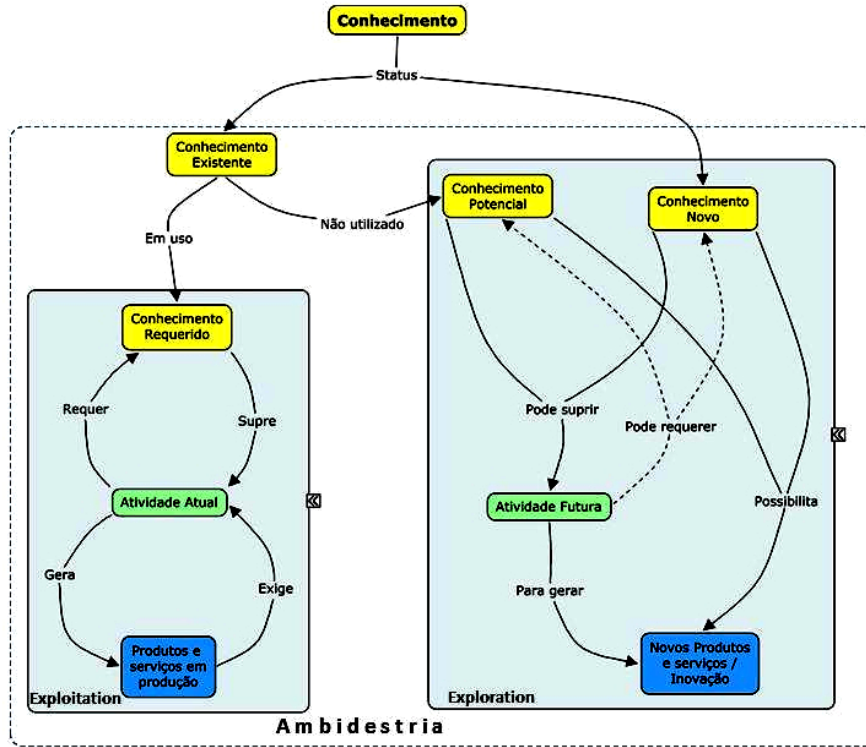 Conhecimento
Status
Conhecimento
Existente
Conhecimento
Potencial
Conhecimento
Novo
Não utilizado
Em uso
Conhecimento
Requerido
Requer
Supre
Pode suprir
Pode requerer
Atividade Atual
Atividade Futura
Possibilita
Gera
Exige
Para gerar
Produtos e
serviços em
produção
Novos Produtos
e serviços /
Inovação
Exploitation
Exploration
Ambidestria